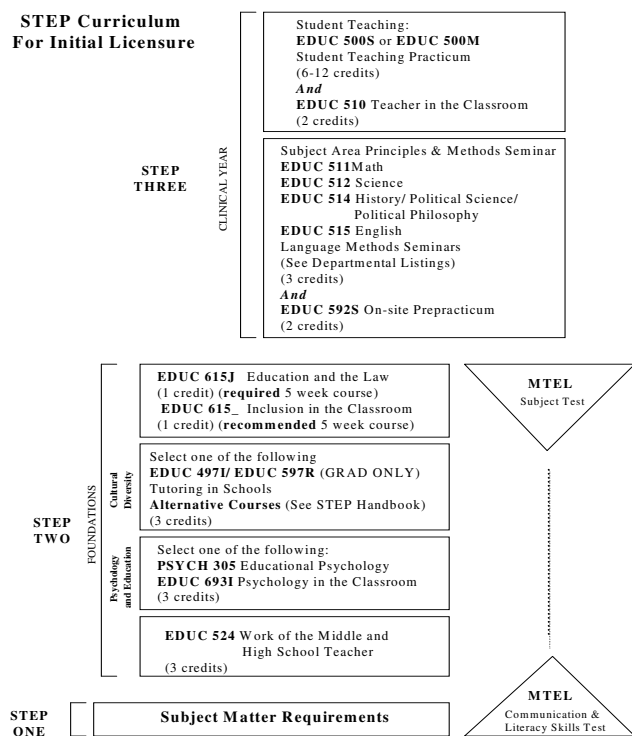 STEP Curriculum
For Initial Licensure
Student Teaching:
EDUC 500S or EDUC 500M
Student Teaching Practicum
(6-12 credits)
And
EDUC 510 Teacher in the Classroom
(2 credits)
STEP
THREE
CLINICAL YEAR
Subject Area Principles & Methods Seminar
EDUC 511Math
EDUC 512 Science
EDUC 514 History/ Political Science/
Political Philosophy
EDUC 515 English
Language Methods Seminars
(See Departmental Listings)
(3 credits)
And
EDUC 592S On-site Prepracticum
(2 credits)
STEP
TWO
FOUNDATIONS
EDUC 615J Education and the Law
(1 credit) (required 5 week course)
EDUC 615_ Inclusion in the Classroom
(1 credit) (recommended 5 week course)
Cultural
Diversity
Select one of the following
EDUC 497I/ EDUC 597R (GRAD ONLY)
Tutoring in Schools
Alternative Courses (See STEP Handbook)
(3 credits)
Psychology
and Education
Select one of the following:
PSYCH 305 Educational Psychology
EDUC 693I Psychology in the Classroom
(3 credits)
EDUC 524 Work of the Middle and
High School Teacher
(3 credits)
MTEL
Subject Test
MTEL
Communication &
Literacy Skills Test
STEP
ONE
Subject Matter Requirements